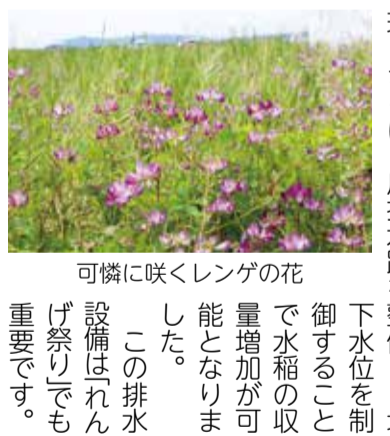 可憐に咲くレンゲの花
下水位を制
御すること
で水稲の収
量増加が可
能となりま
した。
この排水
設備は「れん
げ祭り」でも
重要です。